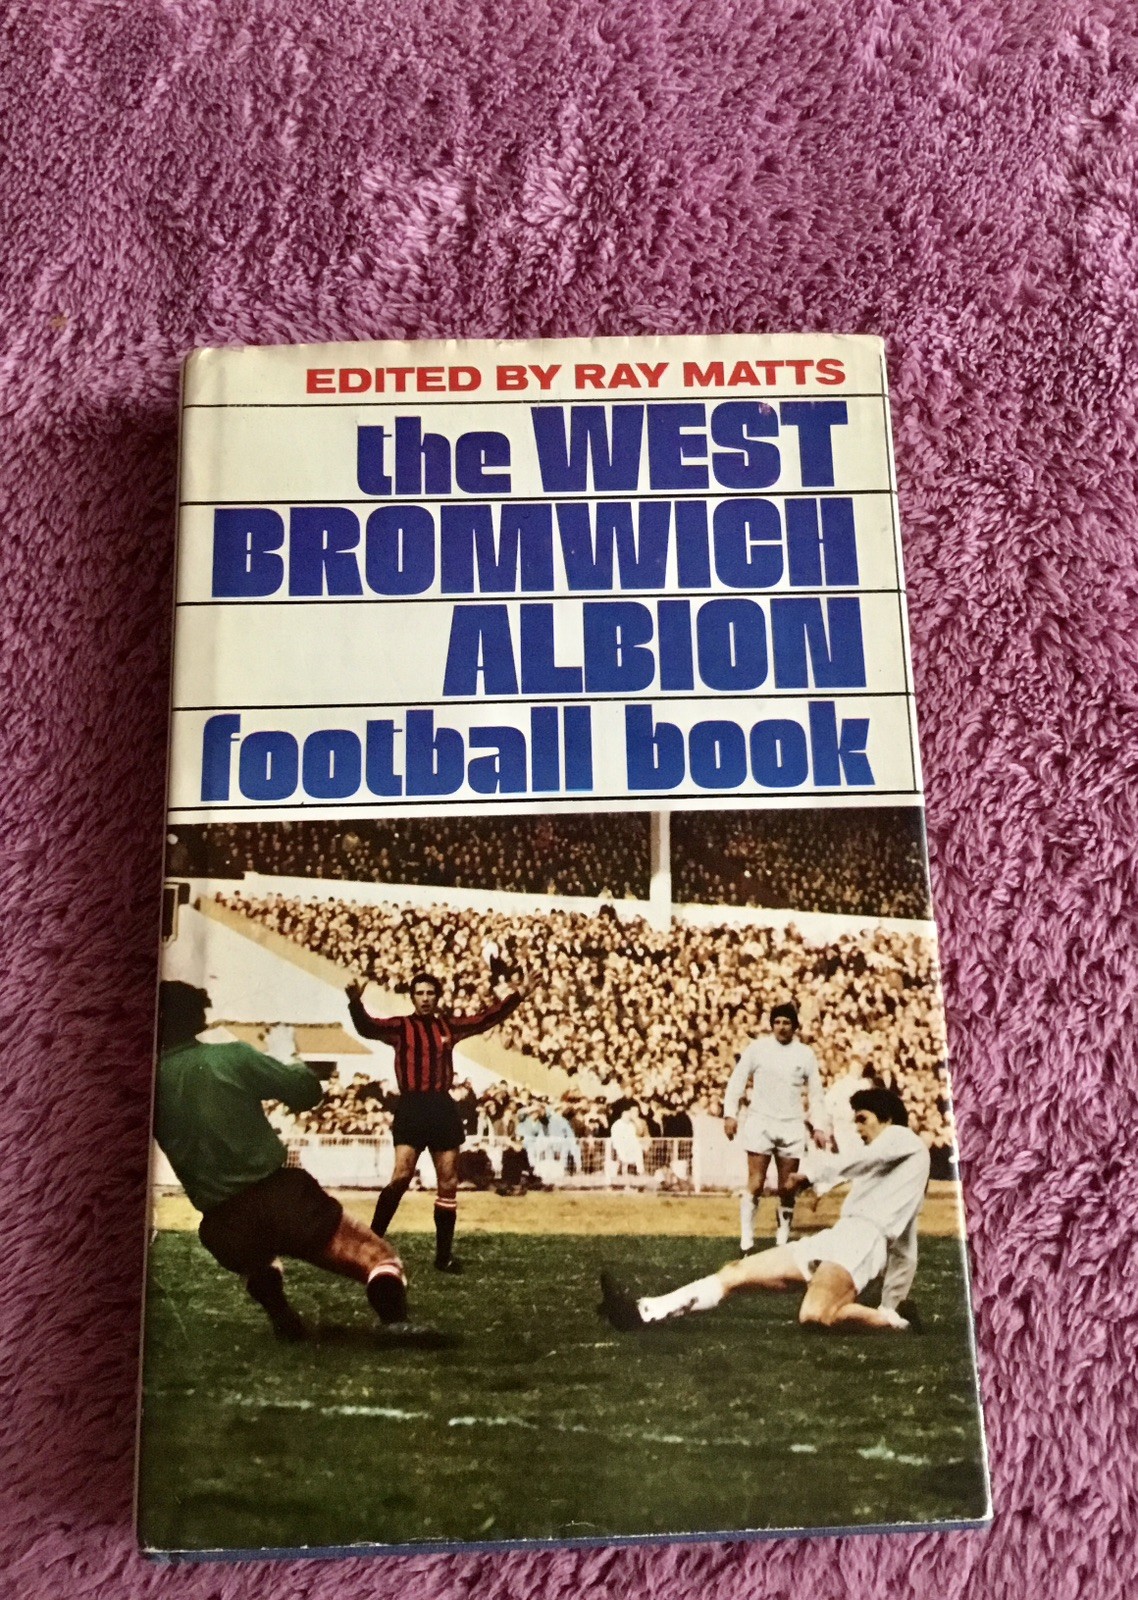 EDITED BY RAY MATTS
the WEST
BROMWICH
ALBION
football book